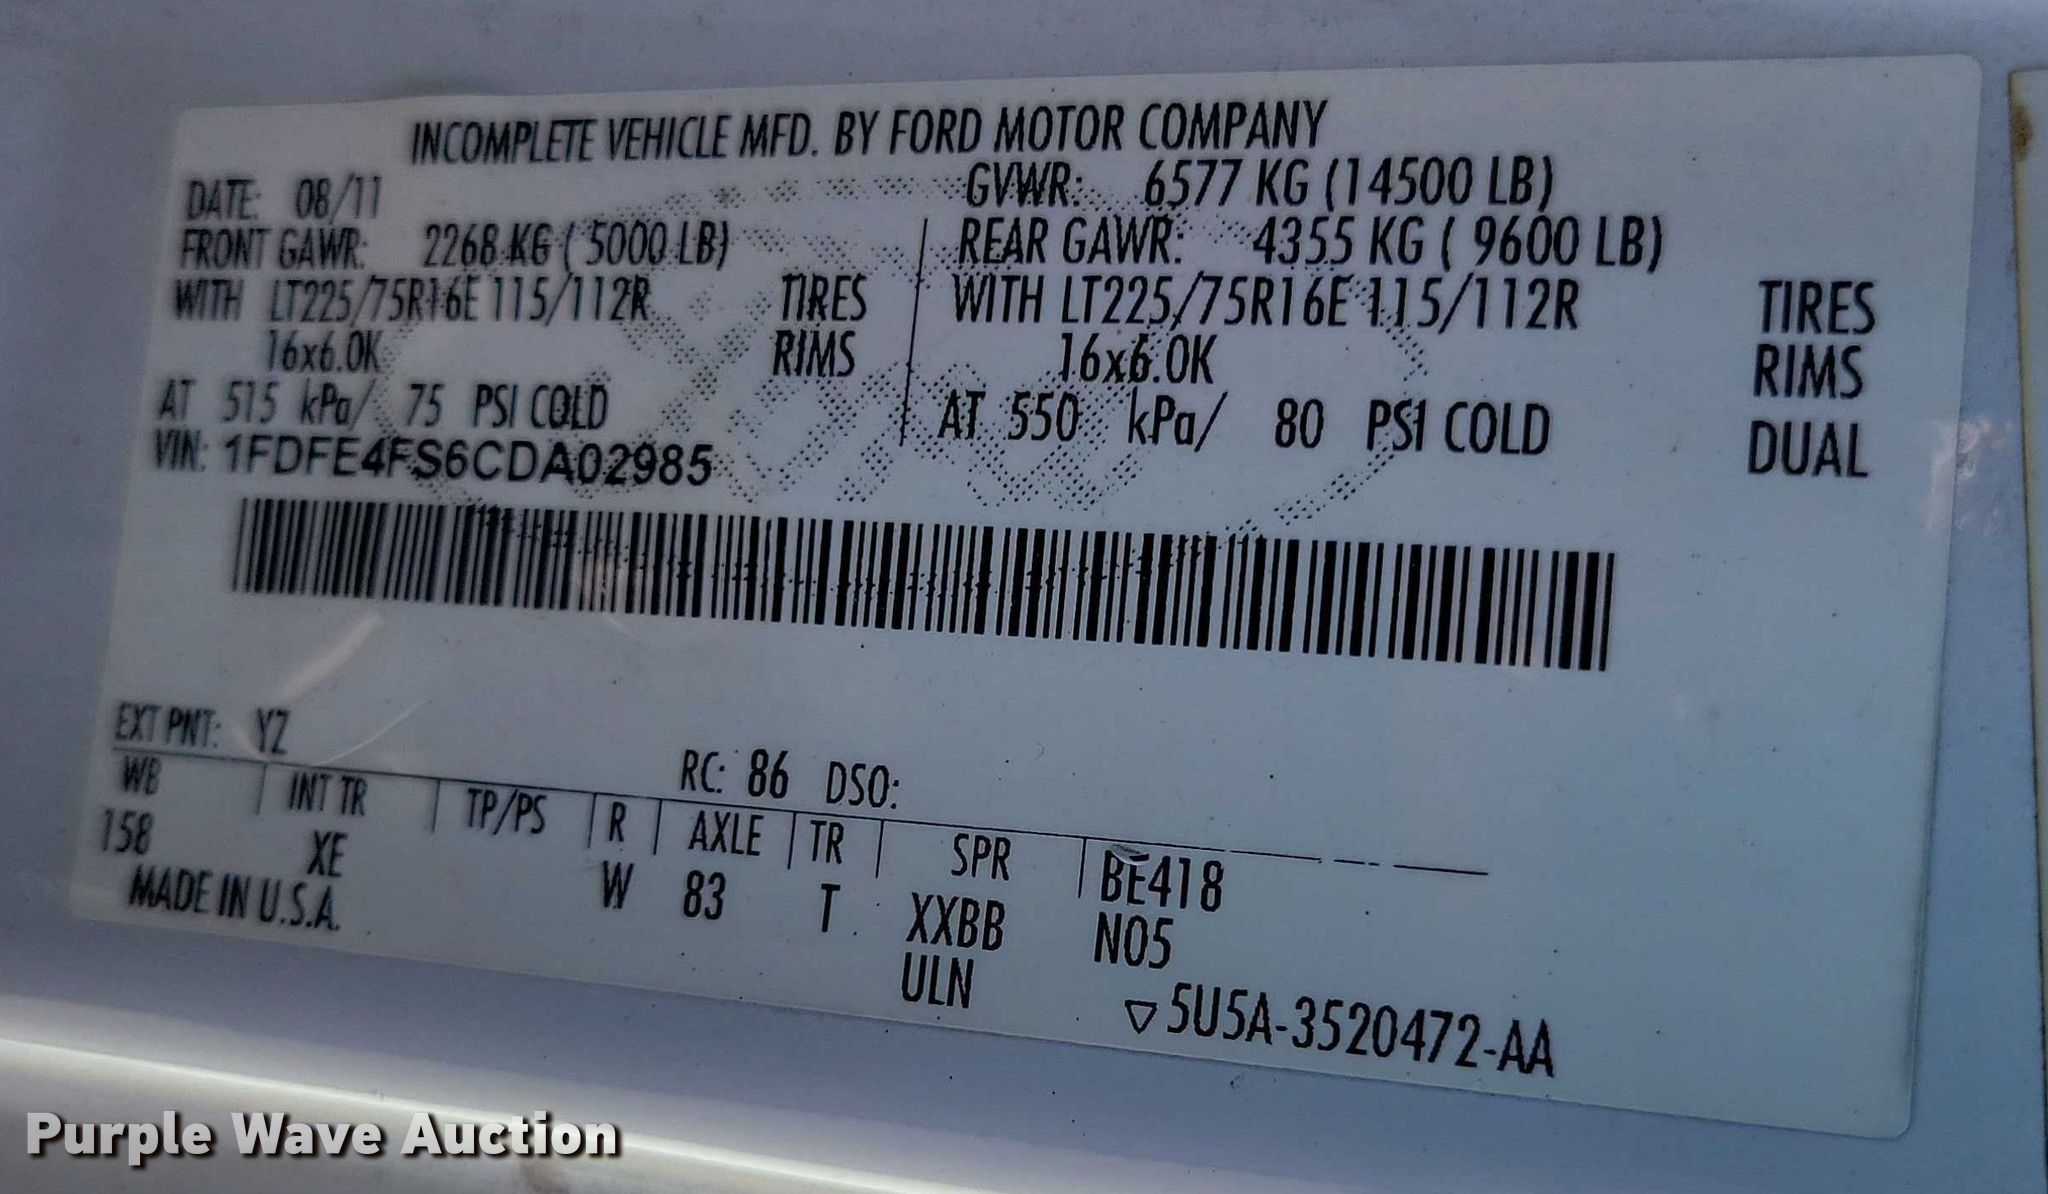 INCOMPLETE VEHICLE MFD. BY FORD MOTOR COMPANY
DATE: 08/11 GVWR: 6577 KG (14500 LB)
FRONT GAWR: 2268 KG ( 5000 LB) REAR GAWR: 4355 KG ( 9600 LB)
WITH LT225/75R16E 115/112R TIRES WITH LT225/75R16E 115/112R TIRES
16x6.0K RIMS 16x6.0K RIMS
AT 515 kPa/ 75 PSI COLD AT 550 kPa/ 80 PSI COLD DUAL
VIN: 1FDFE4FS6CDA02985
EXT PNT: YZ RC: 86 DSO:
WB INT TR TP/PS R AXLE TR SPR BE418
158 XE W 83 T XXBB N05
MADE IN U.S.A. ULN
▽5U5A-3520472-AA
Purple Wave Auction